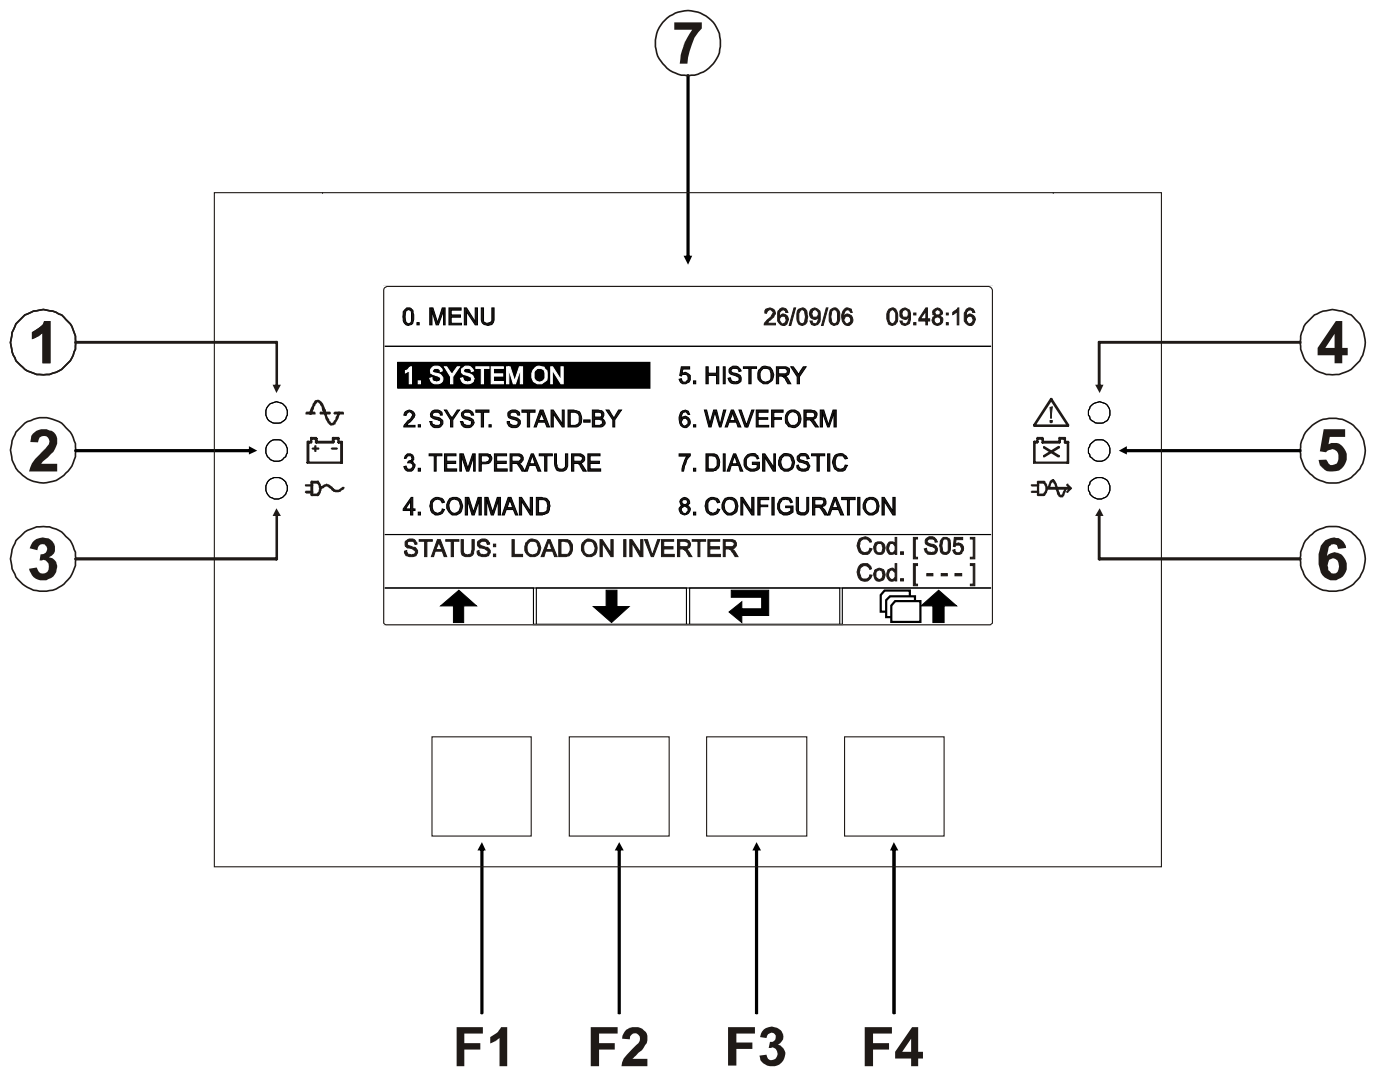 7
0. MENU 26/09/06 09:48:16
1
4
1. SYSTEM ON 5. HISTORY
2. SYST. STAND-BY 6. WAVEFORM
2
5
3. TEMPERATURE 7. DIAGNOSTIC
4. COMMAND 8. CONFIGURATION
3
6
STATUS: LOAD ON INVERTER Cod. [ S05 ]
Cod. [ - - - ]
F1 F2 F3 F4